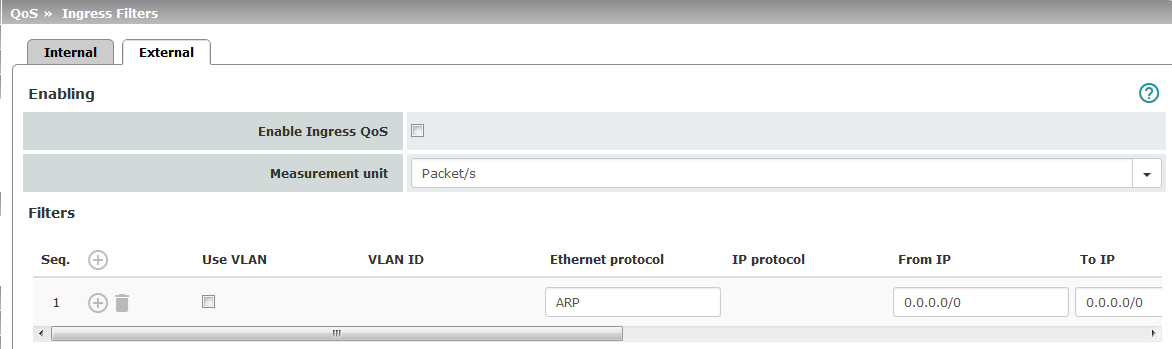 QoS » Ingress Filters
Internal External
Enabling
Enable Ingress QoS
Measurement unit Packet/s
Filters
Seq. Use VLAN VLAN ID Ethernet protocol IP protocol From IP To IP
1 ARP 0.0.0.0/0 0.0.0.0/0